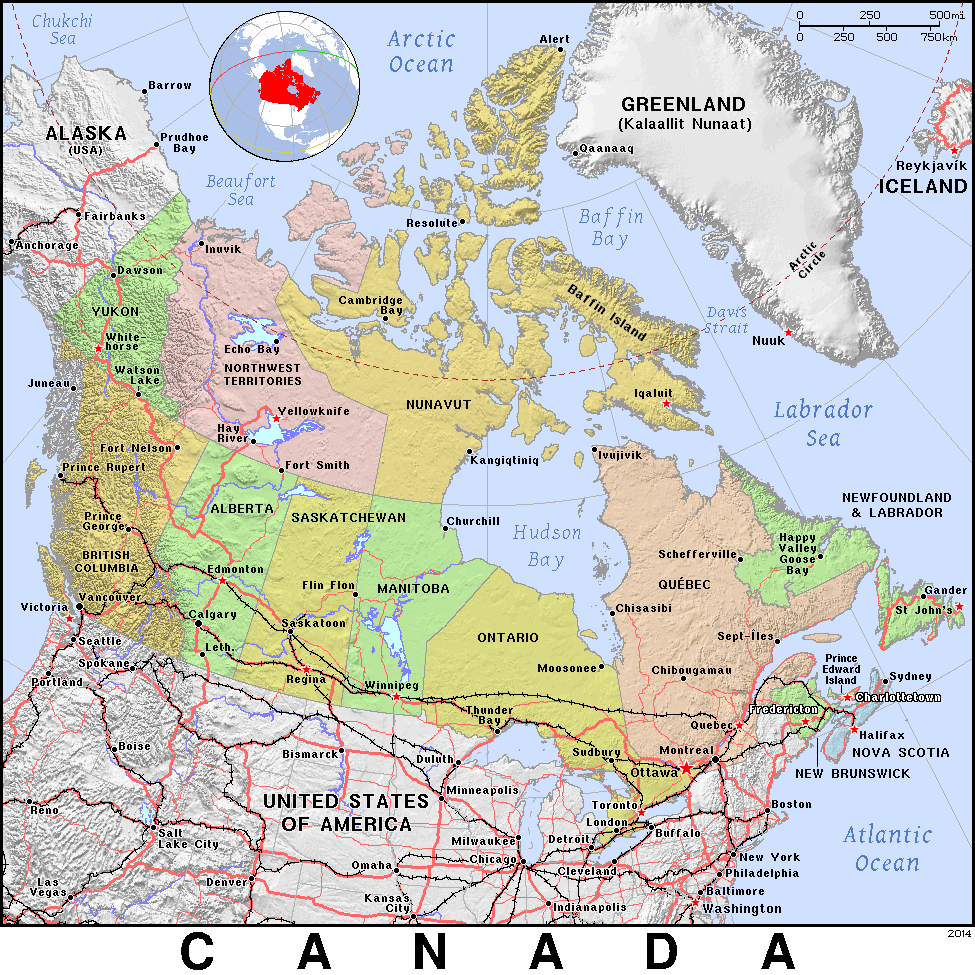 Chukchi
Sea
Arctic
Ocean
Alert
0 250 500mi
0 250 500 750km
Barrow
GREENLAND
(Kalaallit Nunaat)
ALASKA
(USA)
Prudhoe
Bay
Qaanaaq
Reykjavík
ICELAND
Beaufort
Sea
Fairbanks
Resolute
Baffin
Bay
Anchorage
Inuvik
Arctic
Circle
Dawson
Cambridge
Bay
Baffin Island
YUKON
Davis
Strait
White-
horse
Echo Bay
Nuuk
Juneau
Watson
Lake
NORTHWEST
TERRITORIES
Iqaluit
NUNAVUT
Yellowknife
Labrador
Sea
Hay
River
Fort Nelson
Ivujivik
Kangiqtiniq
Prince Rupert
Fort Smith
NEWFOUNDLAND
& LABRADOR
ALBERTA
SASKATCHEWAN
Prince
George
Churchill
Hudson
Bay
Happy
Valley
Goose
Bay
Schefferville
BRITISH
COLUMBIA
Edmonton
Flin Flon
MANITOBA
QUÉBEC
Gander
Vancouver
Victoria
Chisasibi
St John's
Calgary
Saskatoon
ONTARIO
Sept-Îles
Seattle
Leth.
Spokane
Moosonee
Chibougamau
Prince
Edward
Island
Sydney
Portland
Regina
Winnipeg
Charlottetown
Fredericton
Thunder
Bay
Quebec
Halifax
Boise
Bismarck
Duluth
Sudbury
Montreal
NOVA SCOTIA
Ottawa
NEW BRUNSWICK
Minneapolis
UNITED STATES
OF AMERICA
Reno
Toronto
Boston
London
Salt
Lake City
Milwaukee
Detroit
Buffalo
Atlantic
Ocean
Chicago
New York
Omaha
Cleveland
Philadelphia
Las
Vegas
Denver
Baltimore
Kansas
City
Indianapolis
Washington
2014
C A N A D A